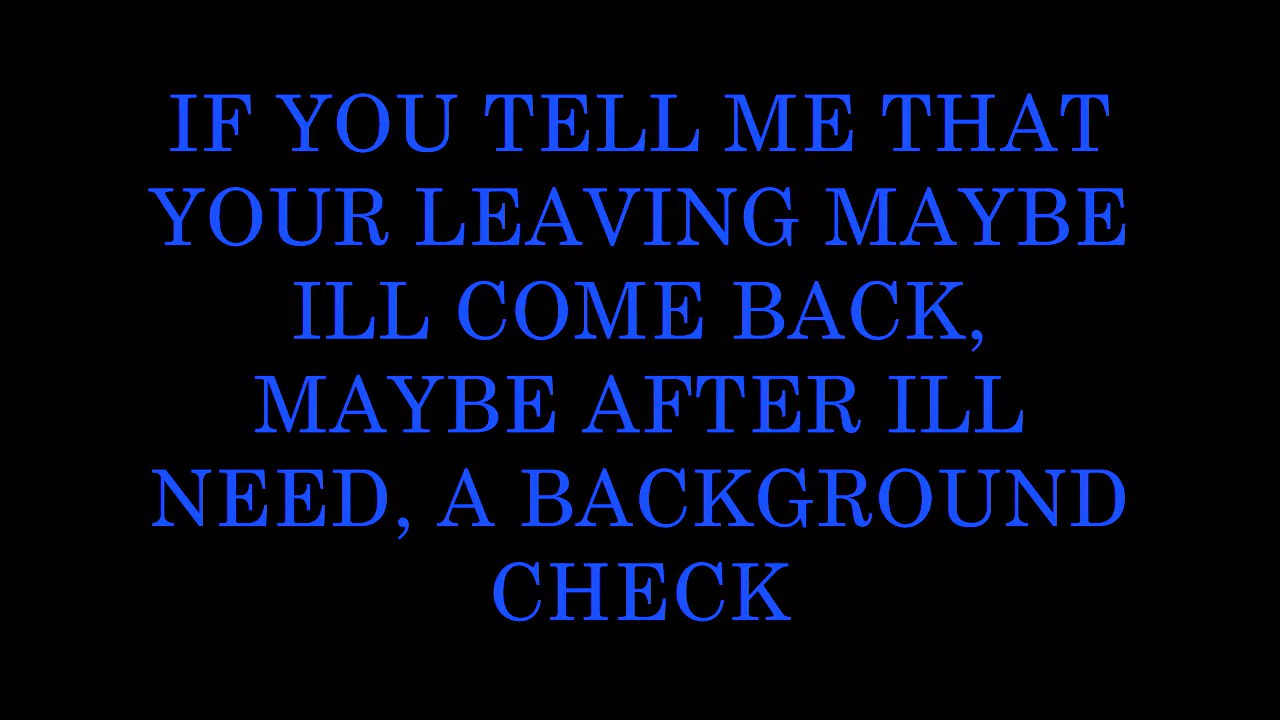 IF YOU TELL ME THAT
YOUR LEAVING MAYBE
ILL COME BACK,
MAYBE AFTER ILL
NEED, A BACKGROUND
CHECK